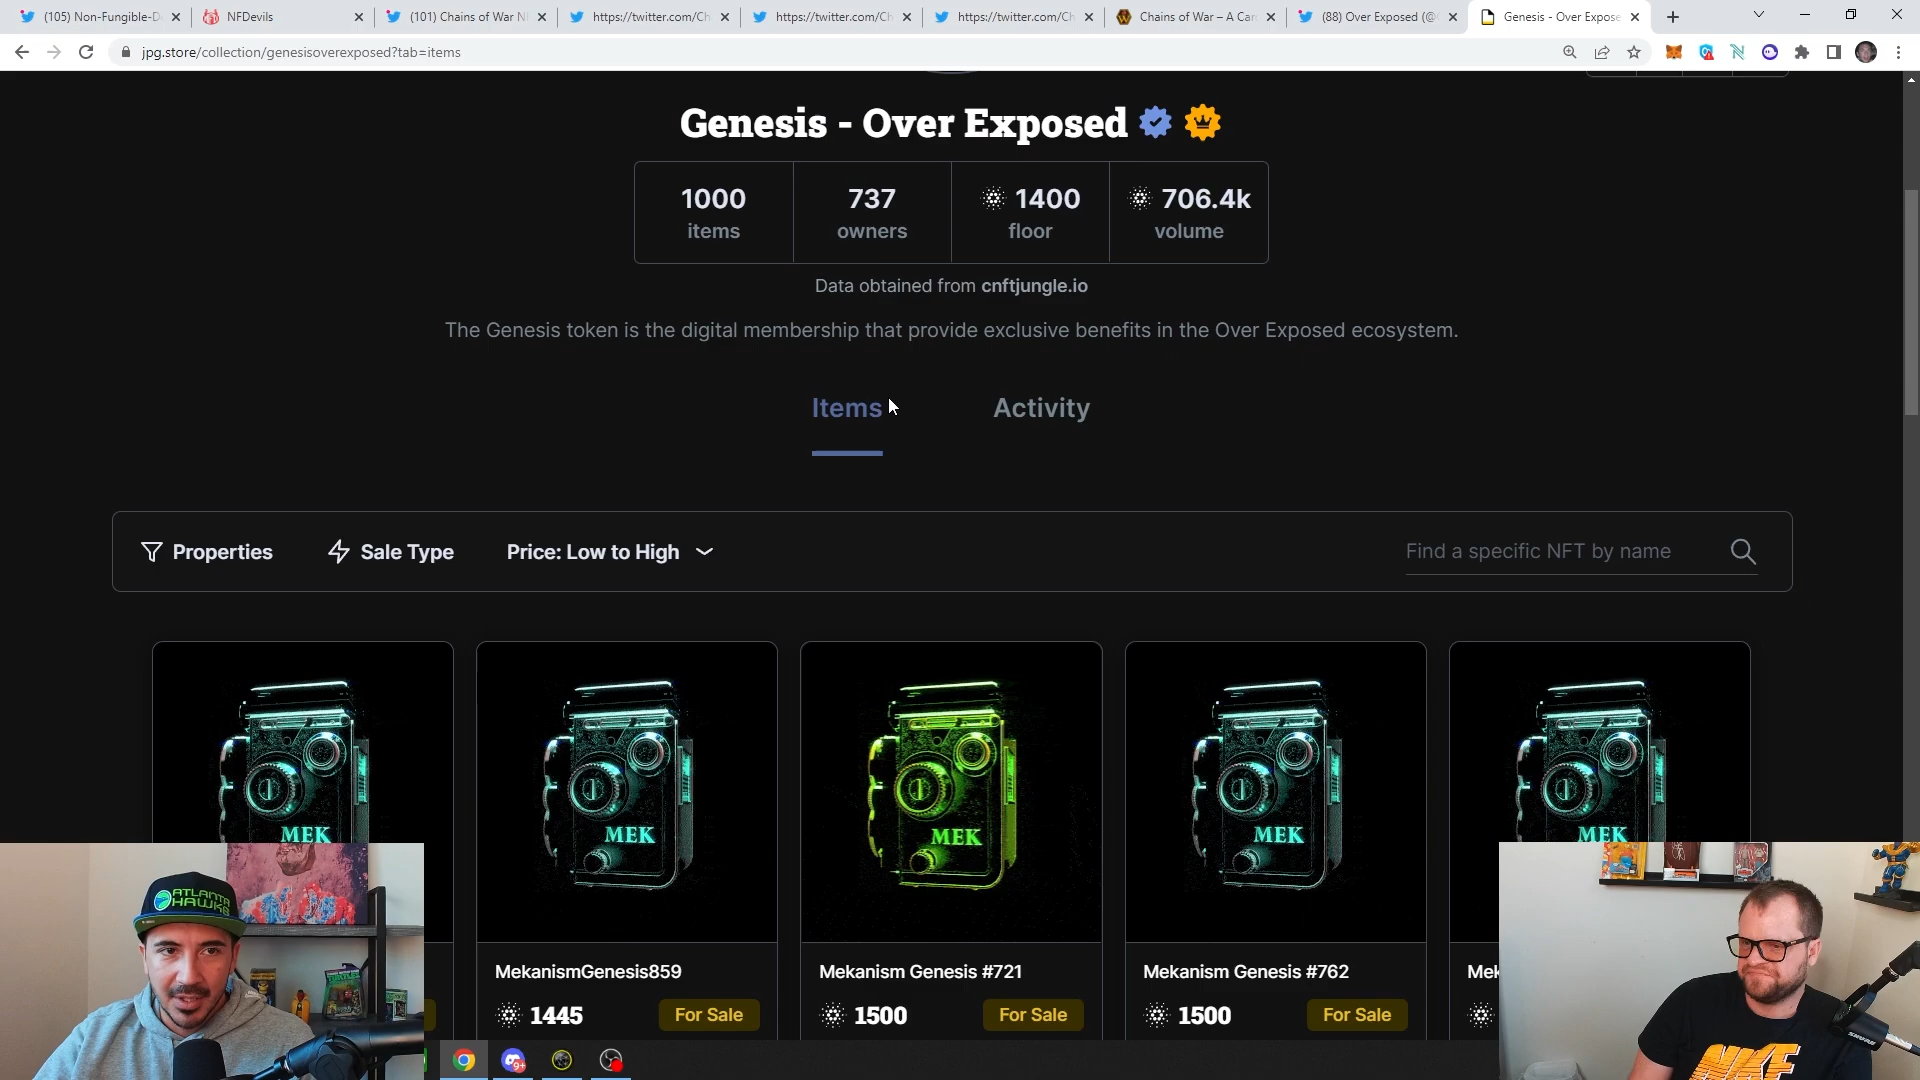 (105) Non-Fungible-D
NFDevils
(101) Chains of War N
https://twitter.com/Ch
https://twitter.com/Ch
https://twitter.com/Ch
Chains of War – A Car
(88) Over Exposed (@
Genesis - Over Expose
jpg.store/collection/genesisoverexposed?tab=items
Genesis - Over Exposed
1000 737 1400 706.4k
items owners floor volume
Data obtained from cnftjungle.io
The Genesis token is the digital membership that provide exclusive benefits in the Over Exposed ecosystem.
Items Activity
Properties Sale Type Price: Low to High Find a specific NFT by name
MEK MEK MEK MEK MEK
MekanismGenesis859 Mekanism Genesis #721 Mekanism Genesis #762 Mek
1445 For Sale 1500 For Sale 1500 For Sale
ATLANTA
HAWKS
SHURE
9+